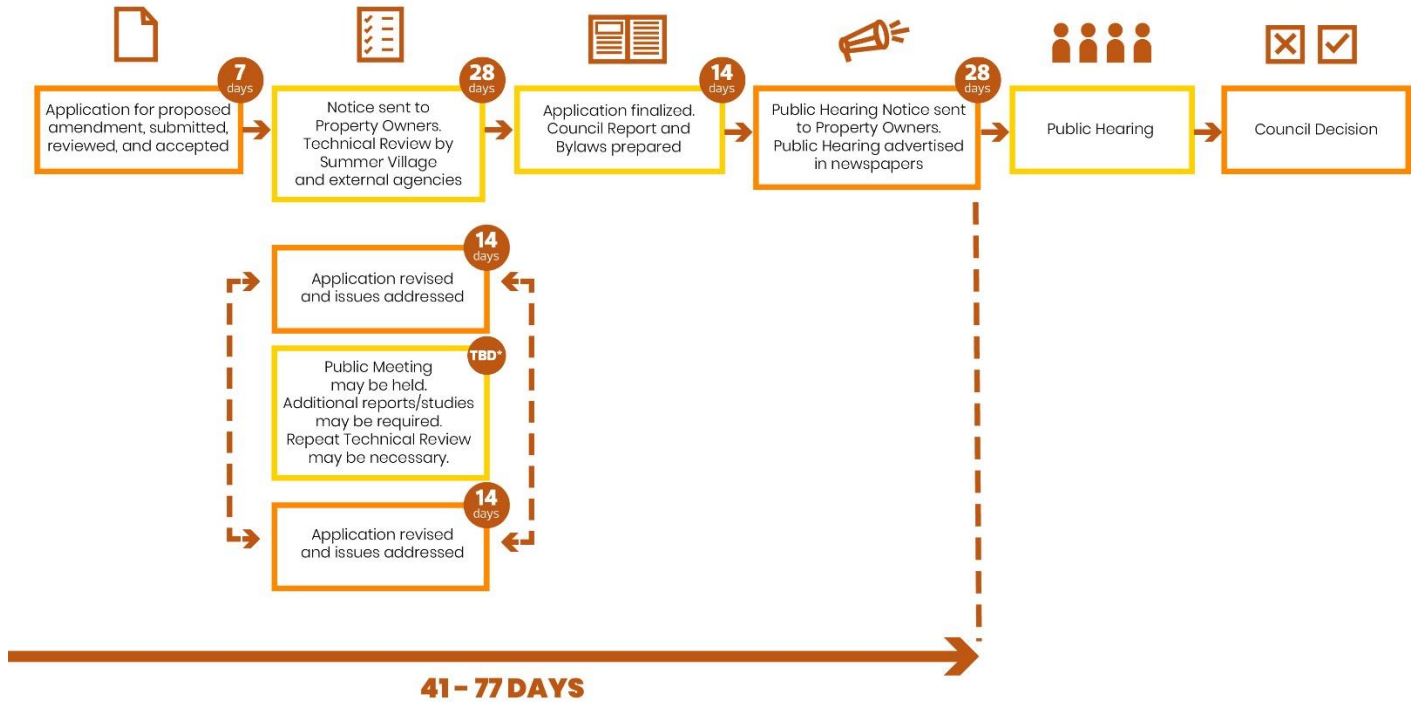 7
days
Application for proposed
amendment, submitted,
reviewed, and accepted
28
days
Notice sent to
Property Owners.
Technical Review by
Summer Village
and external agencies
14
days
Application finalized.
Council Report and
Bylaws prepared
28
days
Public Hearing Notice sent
to Property Owners.
Public Hearing advertised
in newspapers
Public Hearing
Council Decision
14
days
Application revised
and issues addressed
TBD*
Public Meeting
may be held.
Additional reports/studies
may be required.
Repeat Technical Review
may be necessary.
14
days
Application revised
and issues addressed
41 – 77 DAYS